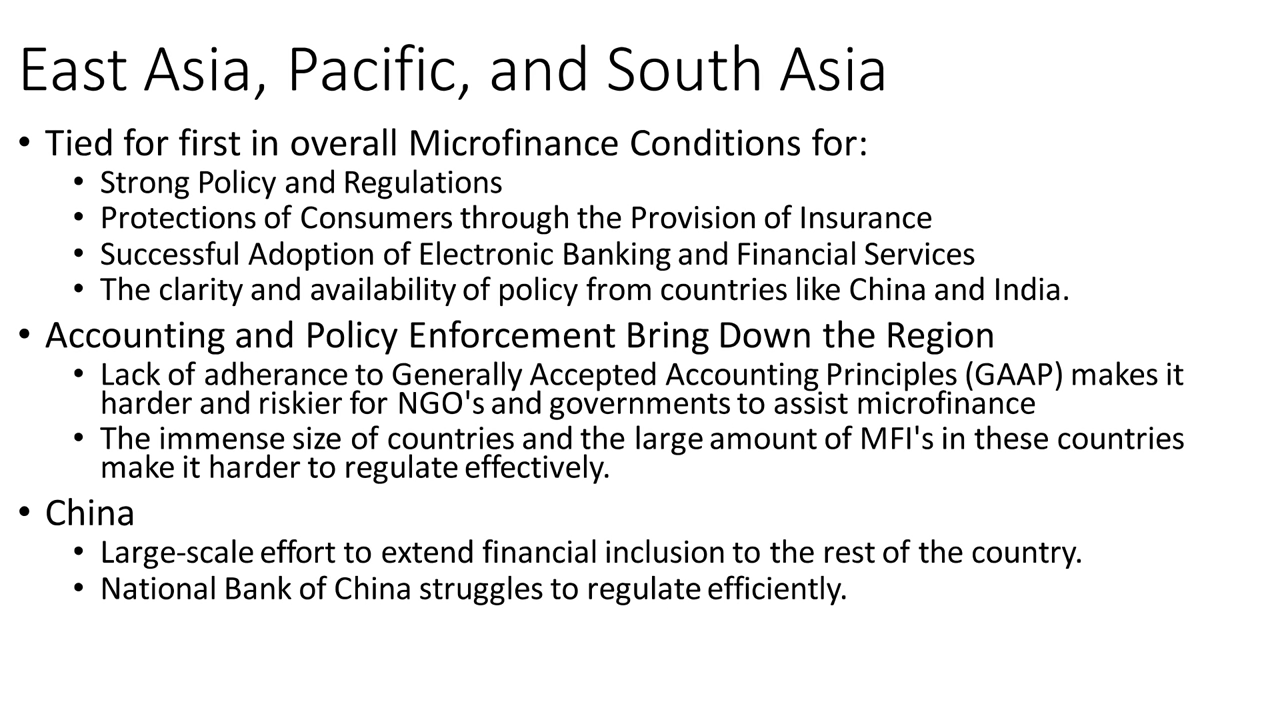 East Asia, Pacific, and South Asia
• Tied for first in overall Microfinance Conditions for:
• Strong Policy and Regulations
• Protections of Consumers through the Provision of Insurance
• Successful Adoption of Electronic Banking and Financial Services
• The clarity and availability of policy from countries like China and India.
• Accounting and Policy Enforcement Bring Down the Region
• Lack of adherance to Generally Accepted Accounting Principles (GAAP) makes it
harder and riskier for NGO's and governments to assist microfinance
• The immense size of countries and the large amount of MFI's in these countries
make it harder to regulate effectively.
• China
• Large-scale effort to extend financial inclusion to the rest of the country.
• National Bank of China struggles to regulate efficiently.